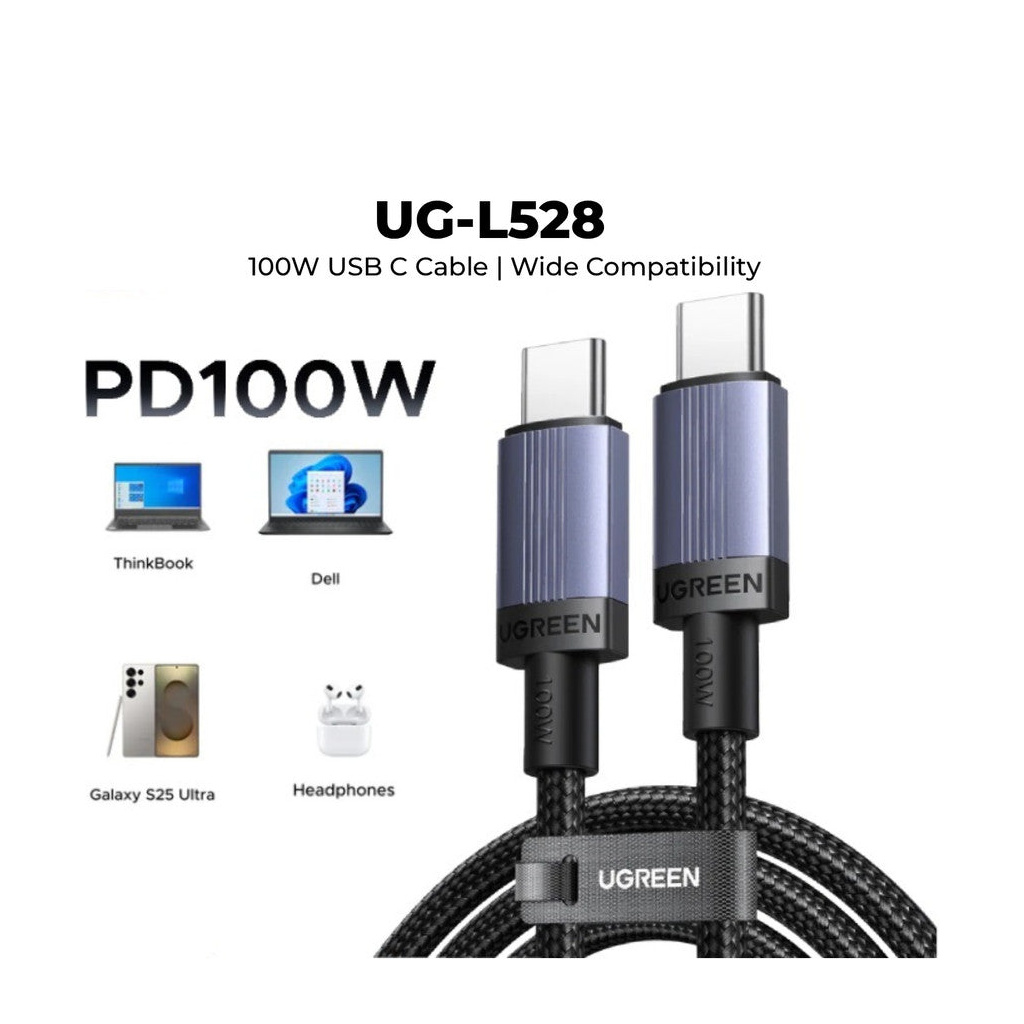 UG-L528
100W USB C Cable | Wide Compatibility
PD100W
ThinkBook
Dell
Galaxy S25 Ultra
Headphones
UGREEN
100W
UGREEN
100W
UGREEN